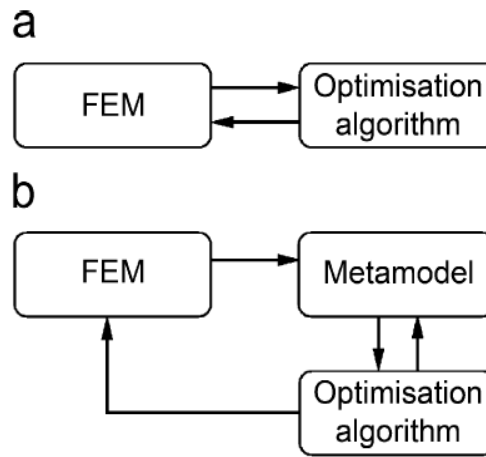 a
FEM
Optimisation
algorithm
b
FEM
Metamodel
Optimisation
algorithm